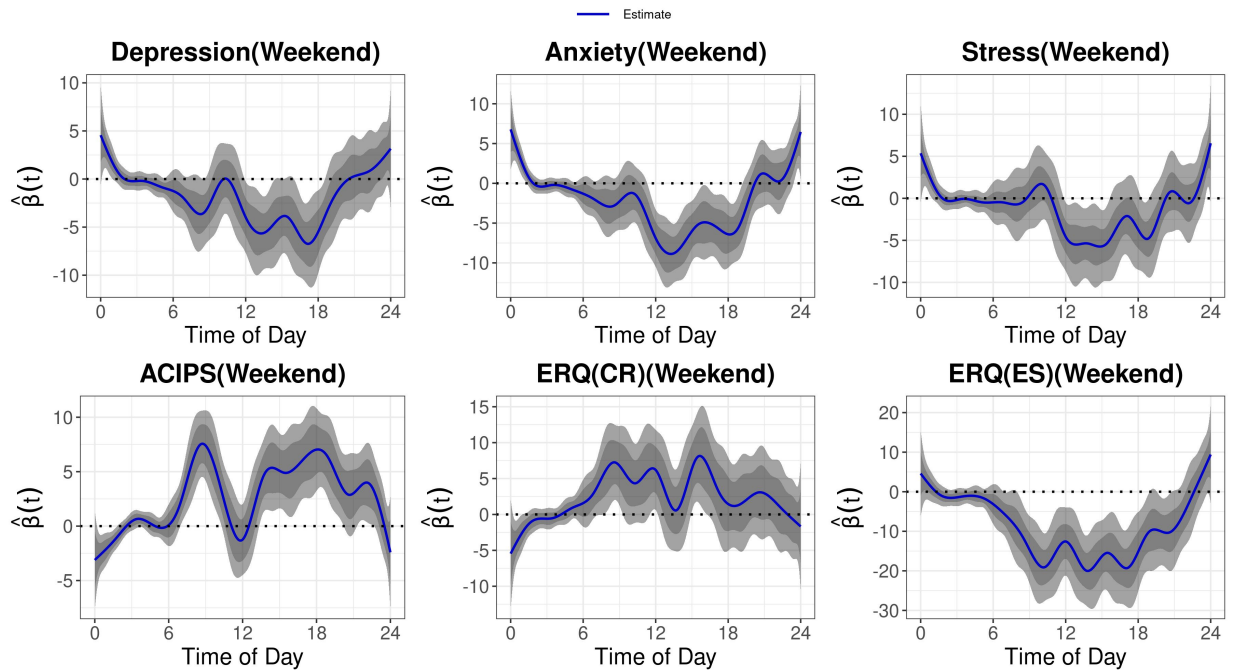 Estimate
Depression(Weekend)
10
5
0
-5
-10
β̂(t)
0 6 12 18 24
Time of Day
Anxiety(Weekend)
10
5
0
-5
-10
β̂(t)
0 6 12 18 24
Time of Day
Stress(Weekend)
10
5
0
-5
-10
β̂(t)
0 6 12 18 24
Time of Day
ACIPS(Weekend)
10
5
0
-5
β̂(t)
0 6 12 18 24
Time of Day
ERQ(CR)(Weekend)
15
10
5
0
-5
-10
β̂(t)
0 6 12 18 24
Time of Day
ERQ(ES)(Weekend)
20
10
0
-10
-20
-30
β̂(t)
0 6 12 18 24
Time of Day